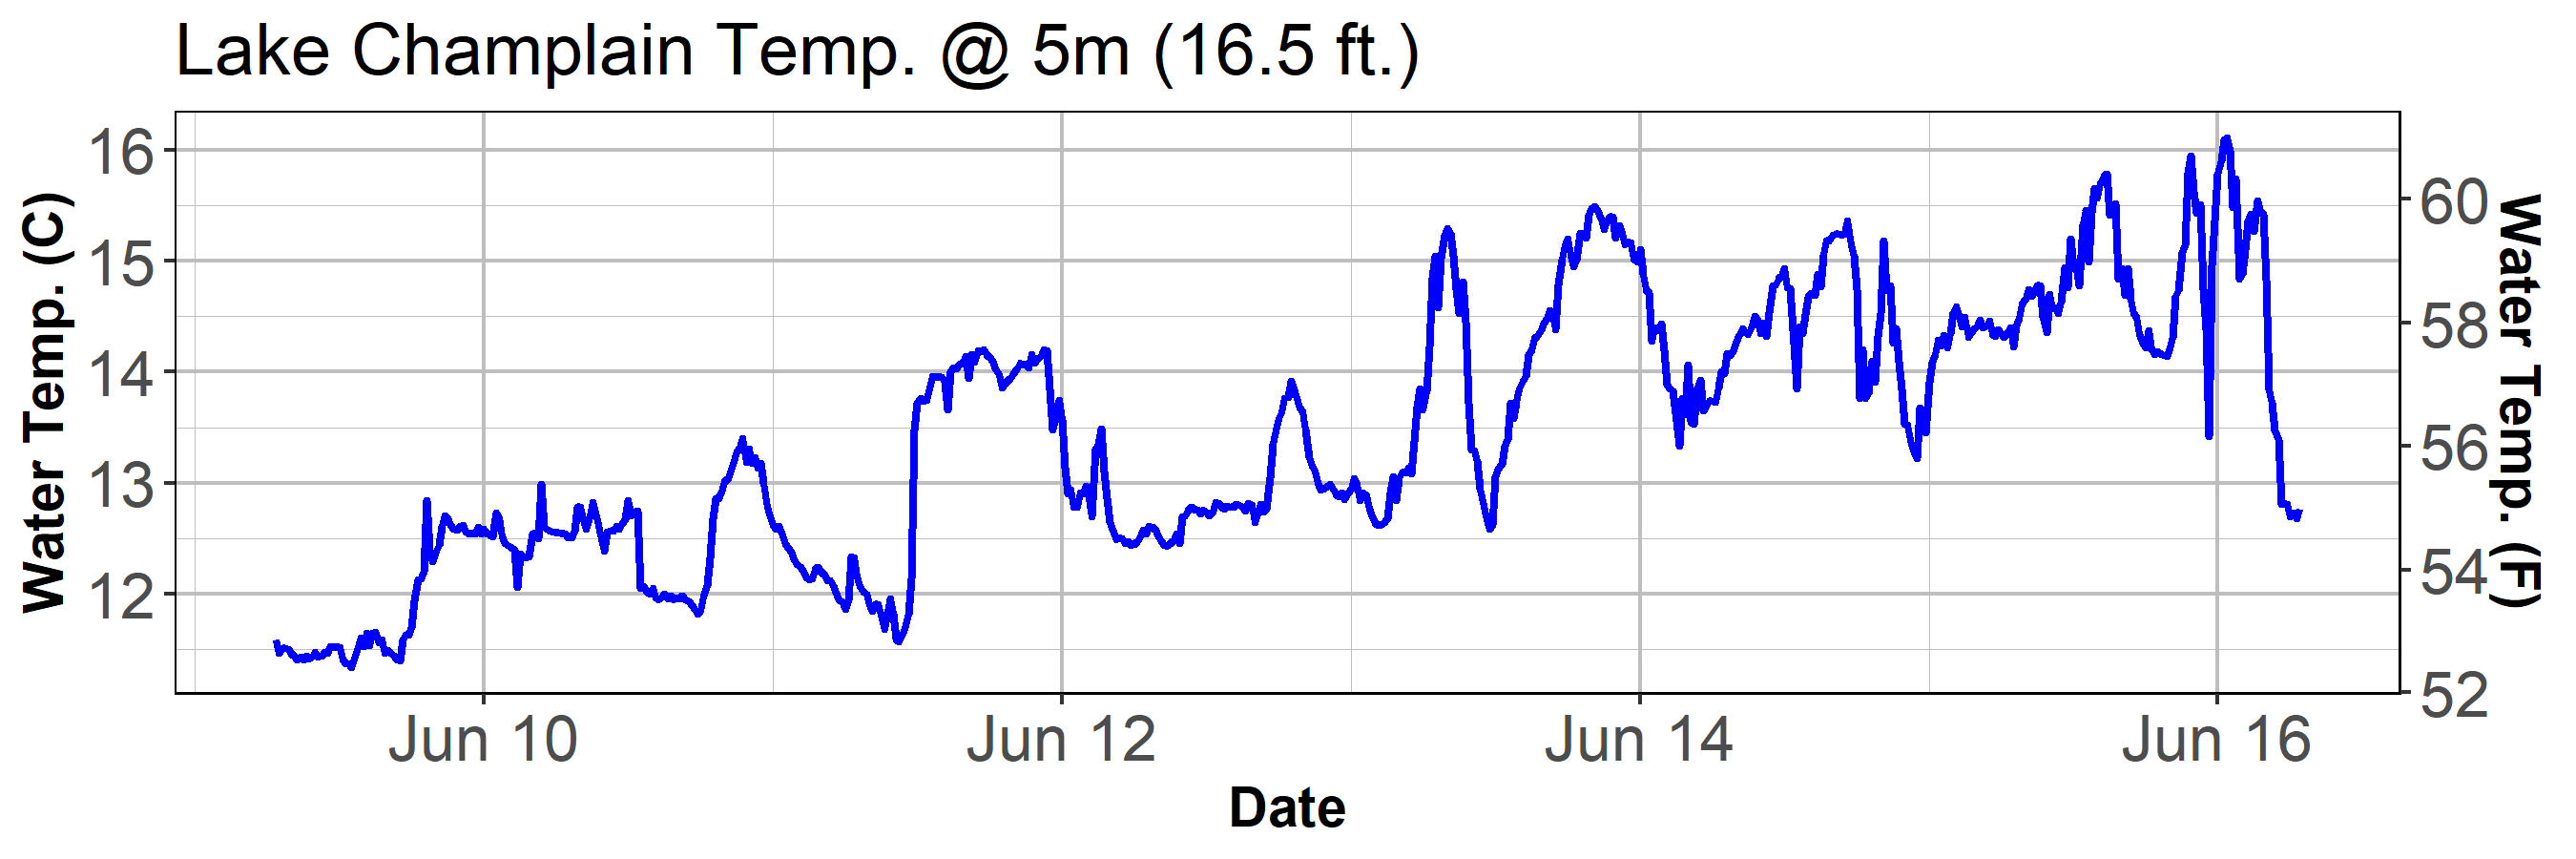 Lake Champlain Temp. @ 5m (16.5 ft.)
Water Temp. (C)
16
15
14
13
12
60
58
56
54
52
Water Temp. (F)
Jun 10 Jun 12 Jun 14 Jun 16
Date